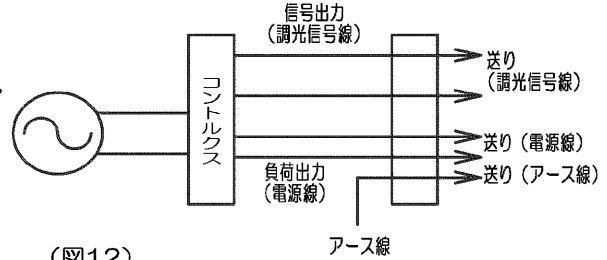 信号出力
(調光信号線)
コントルクス
送り
(調光信号線)
送り(電源線)
負荷出力
(電源線)
送り(アース線)
アース線
(図12)